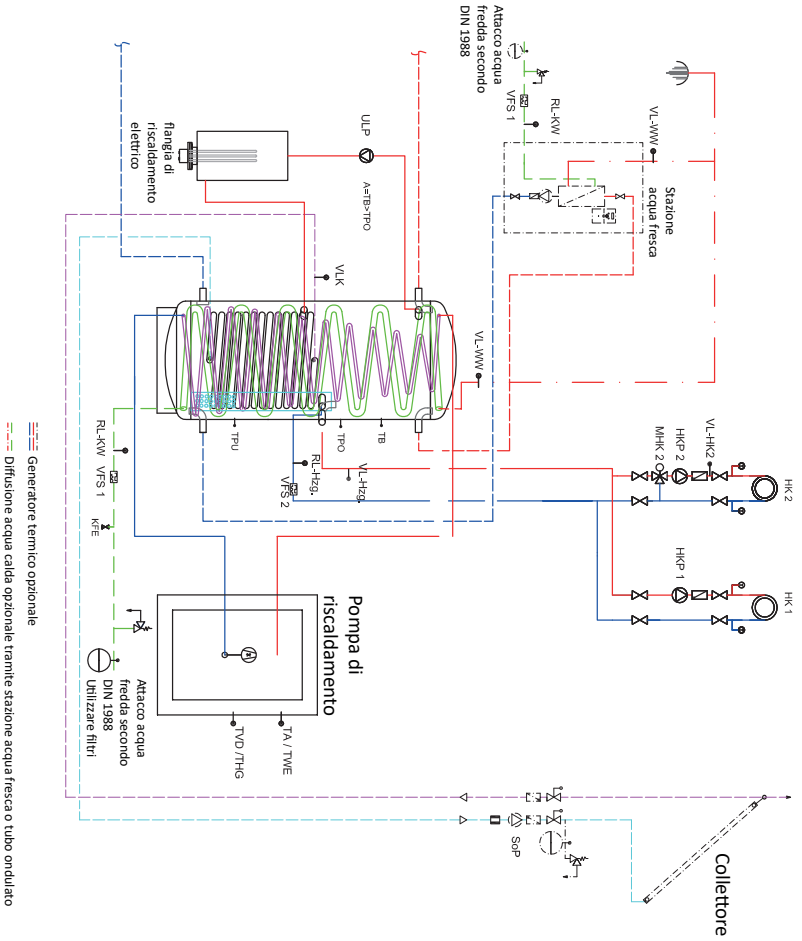 Attacco acqua
fredda secondo
DIN 1988
VFS 1
RL-KW
VL-WW
Stazione
acqua fresca
flangia di
riscaldamento
elettrico
ULP
A=TB>TPO
VLK
VL-WW
TPU
TPO
TB
RL-Hzg.
VFS 2
VL-Hzg.
MHK 2
HKP 2
VL-HK2
HK 2
HKP 1
HK 1
RL-KW
VFS 1
KFE
Pompa di
riscaldamento
Attacco acqua
fredda secondo
DIN 1988
Utilizzare filtri
TVD /THG
TA / TWE
SoP
Collettore
Generatore termico opzionale
Diffusione acqua calda opzionale tramite stazione acqua fresca o tubo ondulato